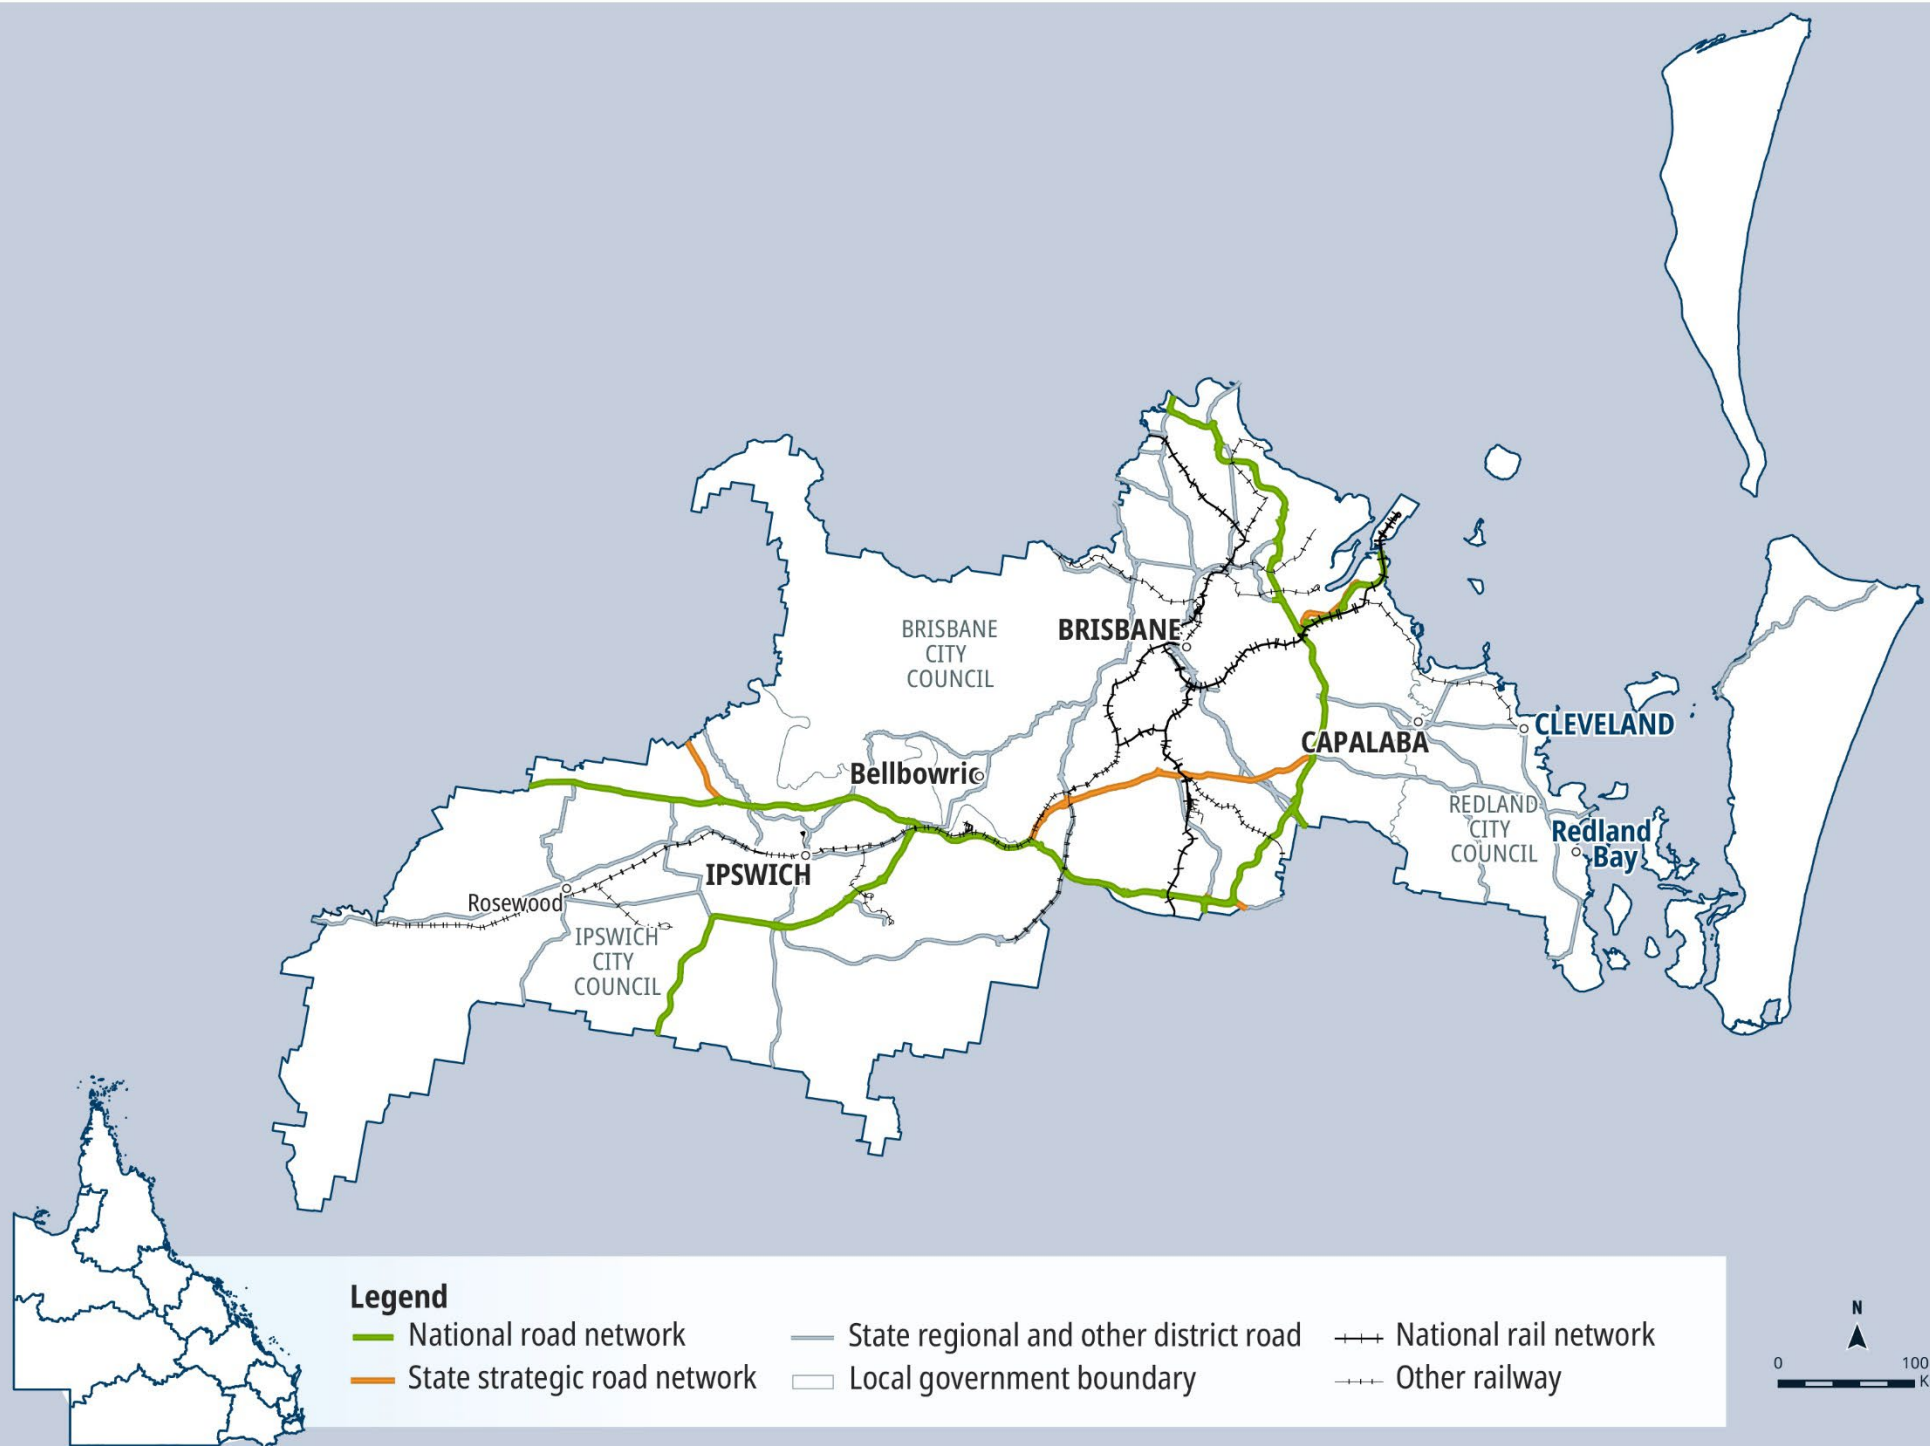 BRISBANE
CITY
COUNCIL
BRISBANE
CLEVELAND
CAPALABA
Bellbowrie
REDLAND
CITY
COUNCIL
Redland
Bay
IPSWICH
Rosewood
IPSWICH
CITY
COUNCIL
Legend
National road network
State strategic road network
State regional and other district road
Local government boundary
National rail network
Other railway
N
0 100
K